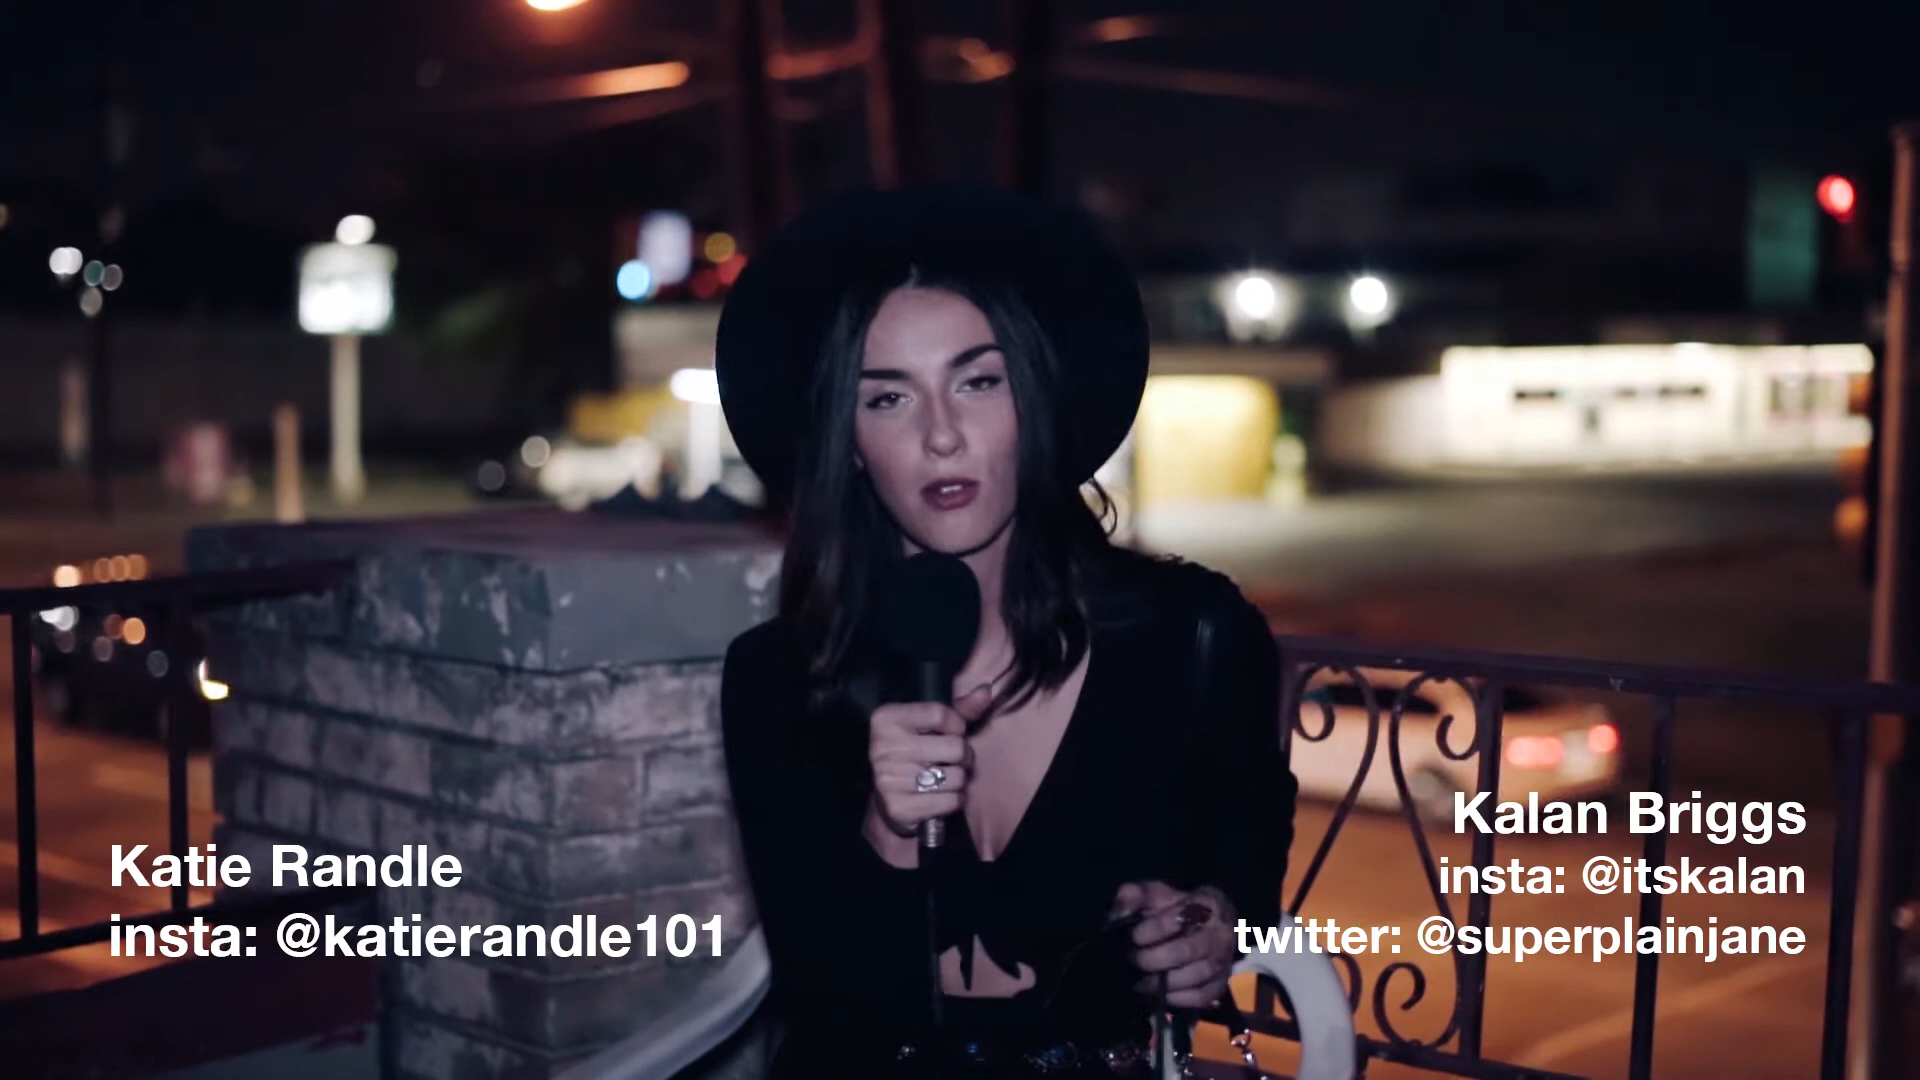 Katie Randle
insta: @katierandle101
Kalan Briggs
insta: @itskalan
twitter: @superplainjane